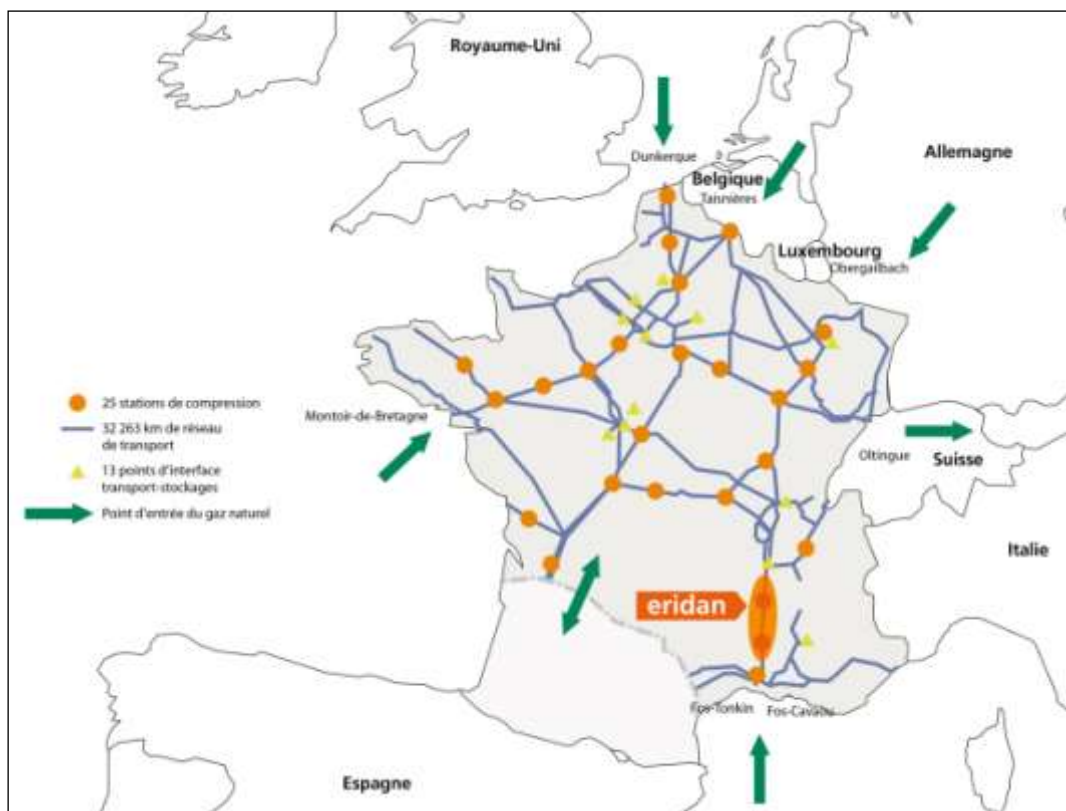 Royaume-Uni
Dunkerque
Allemagne
Belgique
Taisnières
Luxembourg
Obergailbach
25 stations de compression
32 263 km de réseau
de transport
13 points d'interface
transport-stockages
Point d'entrée du gaz naturel
Montoir-de-Bretagne
Oltingue
Suisse
Italie
eridan
Fos-Tonkin
Fos-Cavaou
Espagne